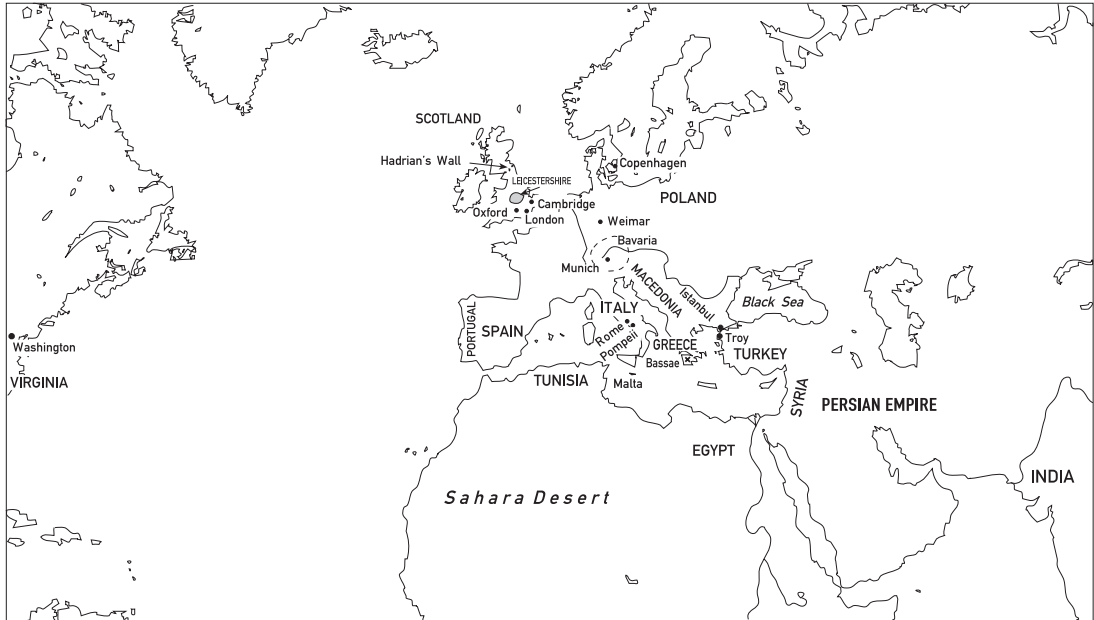 SCOTLAND
Hadrian's Wall
LEICESTERSHIRE
Copenhagen
Cambridge
Oxford
London
POLAND
Weimar
Bavaria
Munich
MACEDONIA
Istanbul
Black Sea
PORTUGAL
SPAIN
ITALY
Rome
Pompeii
GREECE
Troy
Washington
TURKEY
Bassae
VIRGINIA
TUNISIA
Malta
SYRIA
PERSIAN EMPIRE
EGYPT
INDIA
Sahara Desert